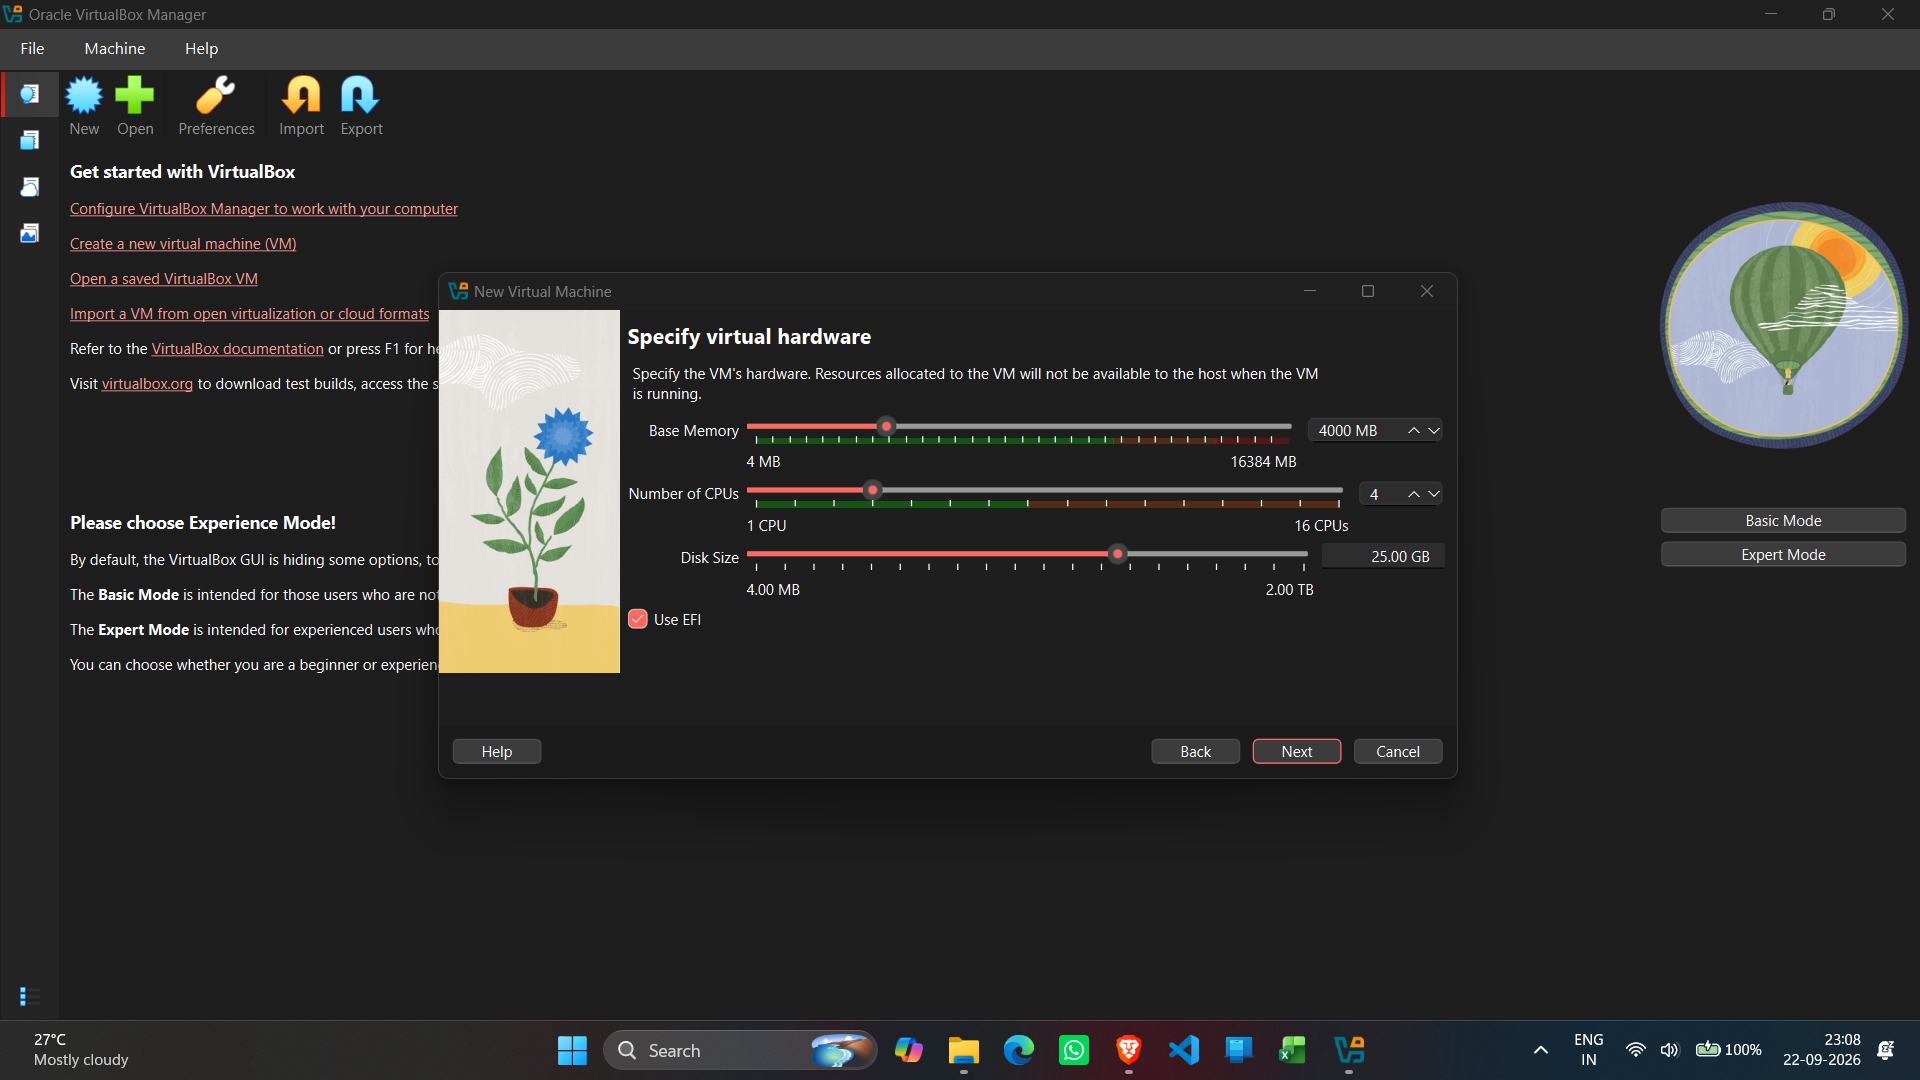 Oracle VirtualBox Manager
File Machine Help
New Open Preferences Import Export
Get started with VirtualBox
Configure VirtualBox Manager to work with your computer
Create a new virtual machine (VM)
Open a saved VirtualBox VM
Import a VM from open virtualization or cloud formats
Refer to the VirtualBox documentation or press F1 for he
Visit virtualbox.org to download test builds, access the s
Please choose Experience Mode!
By default, the VirtualBox GUI is hiding some options, to
The Basic Mode is intended for those users who are not
The Expert Mode is intended for experienced users who
You can choose whether you are a beginner or experien
New Virtual Machine
Specify virtual hardware
Specify the VM's hardware. Resources allocated to the VM will not be available to the host when the VM
is running.
Base Memory 4000 MB
4 MB 16384 MB
Number of CPUs 4
1 CPU 16 CPUs
Disk Size 25.00 GB
4.00 MB 2.00 TB
Use EFI
Help Back Next Cancel
Basic Mode
Expert Mode
27°C
Mostly cloudy
Search
ENG
IN
100%
23:08
22-09-2026